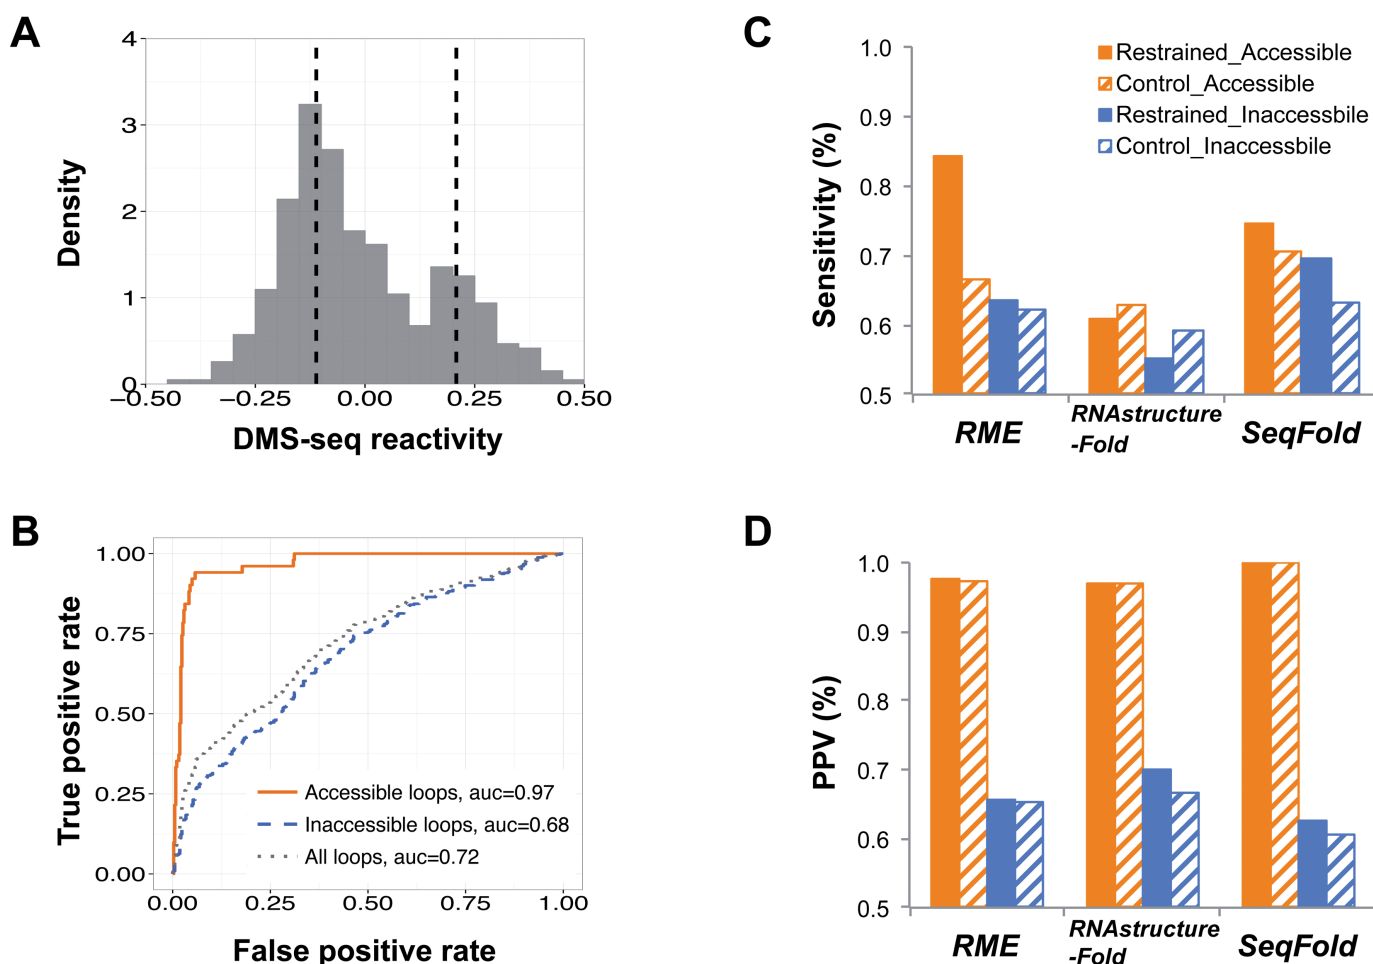 A
4
3
2
1
0
Density
−0.50
−0.25
0.00
0.25
0.50
DMS-seq reactivity
B
1.00
0.75
0.50
0.25
0.00
True positive rate
Accessible loops, auc=0.97
Inaccessible loops, auc=0.68
All loops, auc=0.72
0.00
0.25
0.50
0.75
1.00
False positive rate
C
1.0
0.9
0.8
0.7
0.6
0.5
Sensitivity (%)
Restrained_Accessible
Control_Accessible
Restrained_Inaccessbile
Control_Inaccessbile
RME
RNAstructure
-Fold
SeqFold
D
1.0
0.9
0.8
0.7
0.6
0.5
PPV (%)
RME
RNAstructure
-Fold
SeqFold